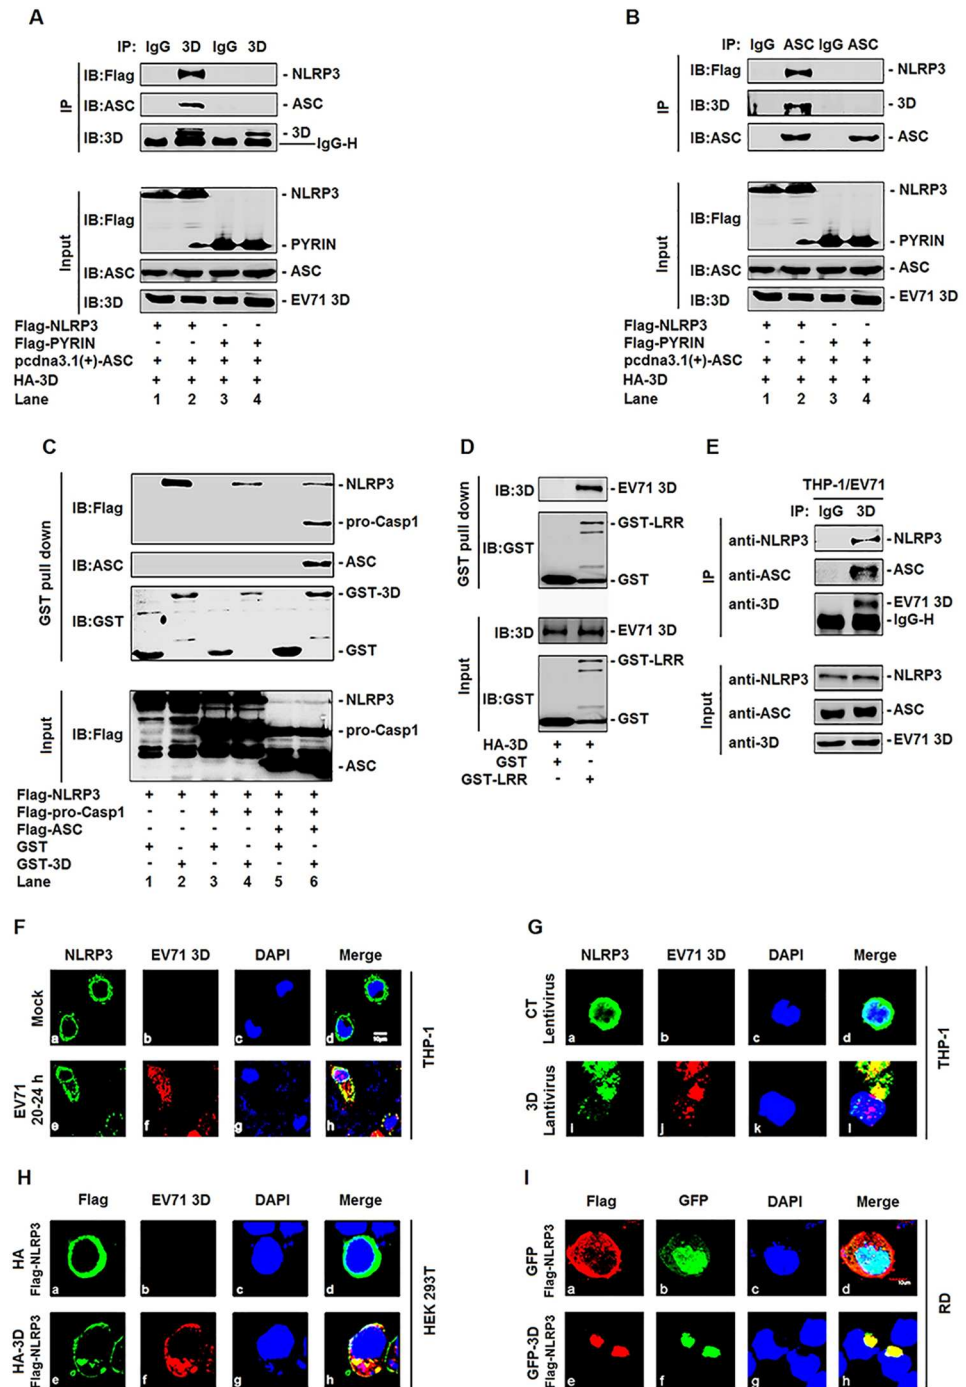 A
IP: IgG 3D IgG 3D
IP
IB:Flag - NLRP3
IB:ASC - ASC
IB:3D - 3D
IgG-H
Input
IB:Flag - NLRP3
- PYRIN
IB:ASC - ASC
IB:3D - EV71 3D
Flag-NLRP3 + + - -
Flag-PYRIN - - + +
pcdna3.1(+)-ASC + + + +
HA-3D + + + +
Lane 1 2 3 4
B
IP: IgG ASC IgG ASC
IP
IB:Flag - NLRP3
IB:3D - 3D
IB:ASC - ASC
Input
IB:Flag - NLRP3
- PYRIN
IB:ASC - ASC
IB:3D - EV71 3D
Flag-NLRP3 + + - -
Flag-PYRIN - - + +
pcdna3.1(+)-ASC + + + +
HA-3D + + + +
Lane 1 2 3 4
C
GST pull down
IB:Flag - NLRP3
- pro-Casp1
IB:ASC - ASC
IB:GST - GST-3D
- GST
Input
IB:Flag - NLRP3
- pro-Casp1
- ASC
Flag-NLRP3 + + + + + +
Flag-pro-Casp1 - - + + + +
Flag-ASC - - - - + +
GST + - + - + -
GST-3D - + - + - +
Lane 1 2 3 4 5 6
D
GST pull down
IB:3D - EV71 3D
IB:GST - GST-LRR
- GST
Input
IB:3D - EV71 3D
IB:GST - GST-LRR
- GST
HA-3D + +
GST + -
GST-LRR - +
E
THP-1/EV71
IP: IgG 3D
IP
anti-NLRP3 - NLRP3
anti-ASC - ASC
anti-3D - EV71 3D
- IgG-H
Input
anti-NLRP3 - NLRP3
anti-ASC - ASC
anti-3D - EV71 3D
F
NLRP3 EV71 3D DAPI Merge
Mock
a b c d
10μm
EV71
20-24 h
e f g h
THP-1
G
NLRP3 EV71 3D DAPI Merge
CT
Lentivirus
a b c d
3D
Lantivirus
i j k l
THP-1
H
Flag EV71 3D DAPI Merge
HA
Flag-NLRP3
a b c d
HA-3D
Flag-NLRP3
e f g h
HEK 293T
I
Flag GFP DAPI Merge
GFP
Flag-NLRP3
a b c d
10μm
GFP-3D
Flag-NLRP3
e f g h
RD